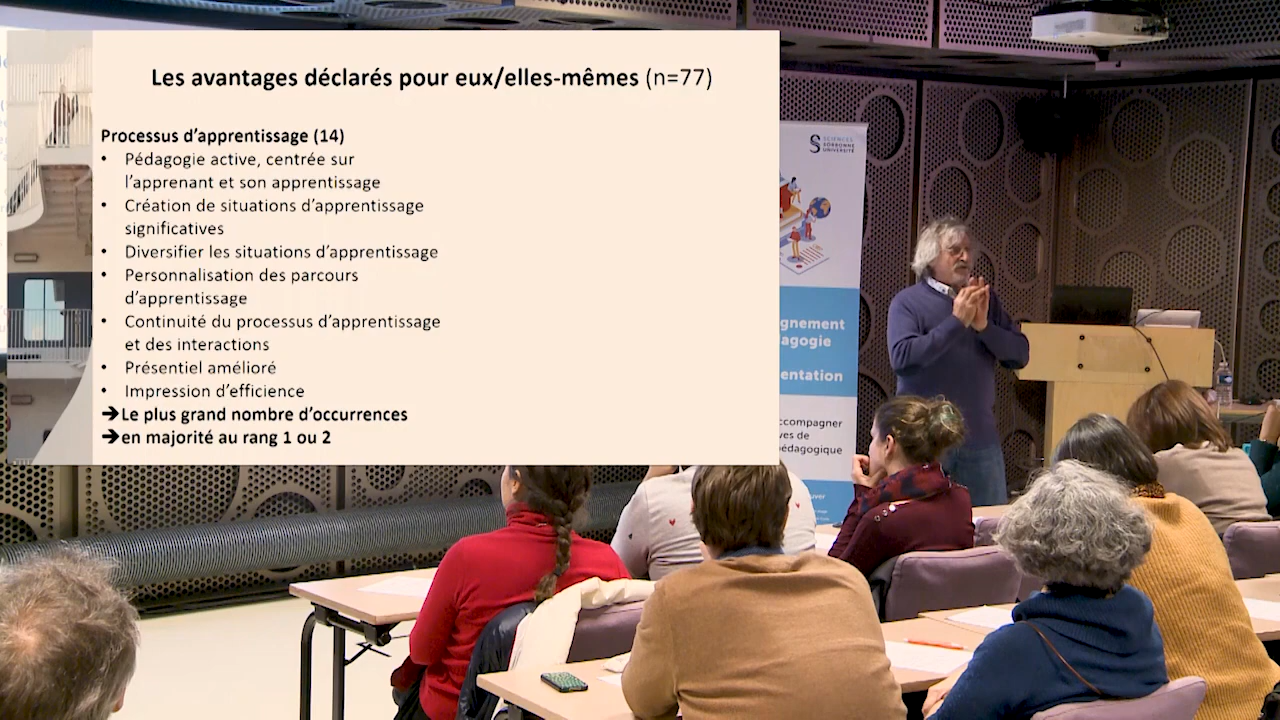 Les avantages déclarés pour eux/elles-mêmes (n=77)
Processus d'apprentissage (14)
• Pédagogie active, centrée sur
l'apprenant et son apprentissage
• Création de situations d'apprentissage
significatives
• Diversifier les situations d'apprentissage
• Personnalisation des parcours
d'apprentissage
• Continuité du processus d'apprentissage
et des interactions
• Présentiel amélioré
• Impression d'efficience
➔Le plus grand nombre d'occurrences
➔en majorité au rang 1 ou 2
SCIENCES
SORBONNE
UNIVERSITÉ
gnement
agogie
entation
ccompagner
ves de
pédagogique